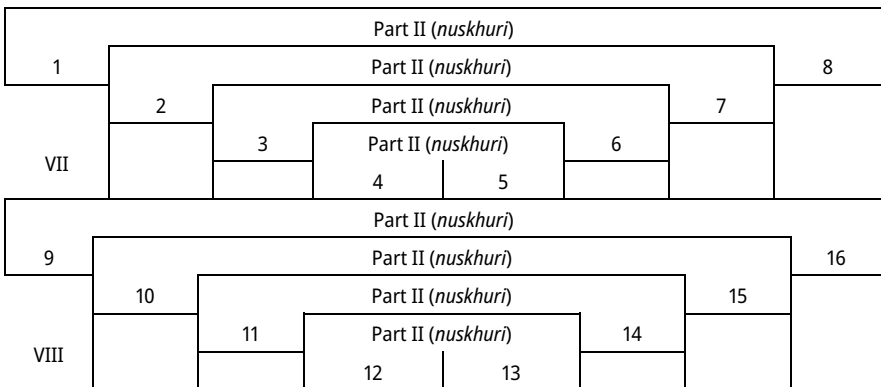 Part II (nuskhuri)
1 Part II (nuskhuri) 8
2 Part II (nuskhuri) 7
3 Part II (nuskhuri) 6
VII
4 5
Part II (nuskhuri)
9 Part II (nuskhuri) 16
10 Part II (nuskhuri) 15
11 Part II (nuskhuri) 14
VIII
12 13